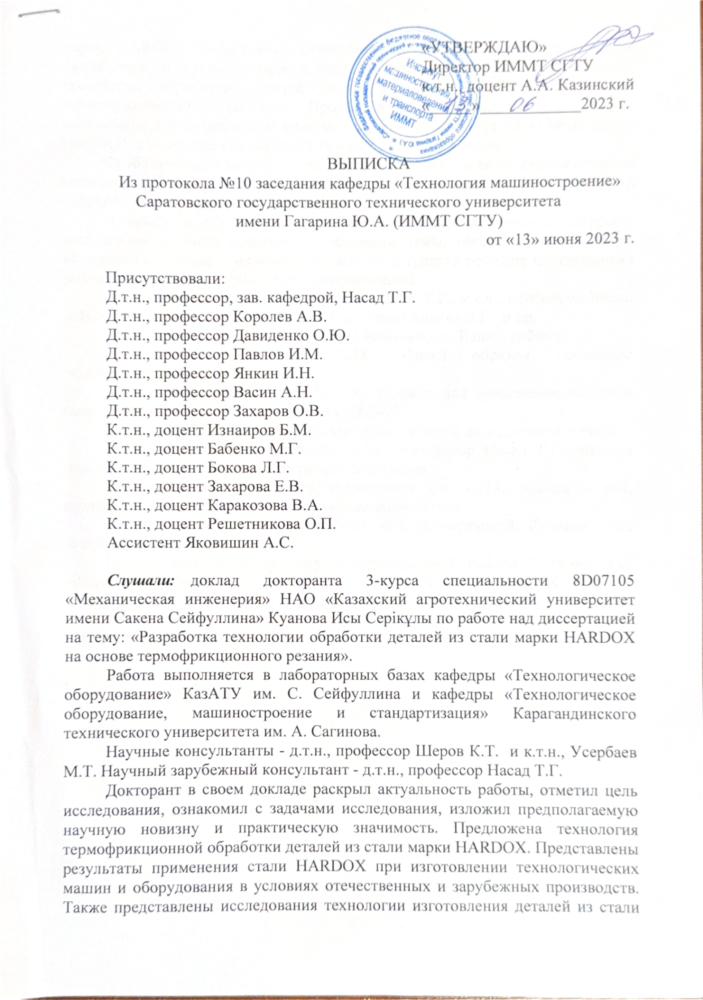 «УТВЕРЖДАЮ»
Директор ИММТ СГТУ
к.т.н., доцент А.А. Казинский
«13» 06 2023 г.
Институт
машиностроения,
материаловедения
и транспорта
ИММТ
ВЫПИСКА
Из протокола №10 заседания кафедры «Технология машиностроение»
Саратовского государственного технического университета
имени Гагарина Ю.А. (ИММТ СГТУ)
от «13» июня 2023 г.
Присутствовали:
Д.т.н., профессор, зав. кафедрой, Насад Т.Г.
Д.т.н., профессор Королев А.В.
Д.т.н., профессор Давиденко О.Ю.
Д.т.н., профессор Павлов И.М.
Д.т.н., профессор Янкин И.Н.
Д.т.н., профессор Васин А.Н.
Д.т.н., профессор Захаров О.В.
К.т.н., доцент Изнаиров Б.М.
К.т.н., доцент Бабенко М.Г.
К.т.н., доцент Бокова Л.Г.
К.т.н., доцент Захарова Е.В.
К.т.н., доцент Каракозова В.А.
К.т.н., доцент Решетникова О.П.
Ассистент Яковишин А.С.
Слушали: доклад докторанта 3-курса специальности 8D07105
«Механическая инженерия» НАО «Казахский агротехнический университет
имени Сакена Сейфуллина» Куанова Исы Серікұлы по работе над диссертацией
на тему: «Разработка технологии обработки деталей из стали марки HARDOX
на основе термофрикционного резания».
Работа выполняется в лабораторных базах кафедры «Технологическое
оборудование» КазАТУ им. С. Сейфуллина и кафедры «Технологическое
оборудование, машиностроение и стандартизация» Карагандинского
технического университета им. А. Сагинова.
Научные консультанты - д.т.н., профессор Шеров К.Т. и к.т.н., Усербаев
М.Т. Научный зарубежный консультант - д.т.н., профессор Насад Т.Г.
Докторант в своем докладе раскрыл актуальность работы, отметил цель
исследования, ознакомил с задачами исследования, изложил предполагаемую
научную новизну и практическую значимость. Предложена технология
термофрикционной обработки деталей из стали марки HARDOX. Представлены
результаты применения стали HARDOX при изготовлении технологических
машин и оборудования в условиях отечественных и зарубежных производств.
Также представлены исследования технологии изготовления деталей из стали